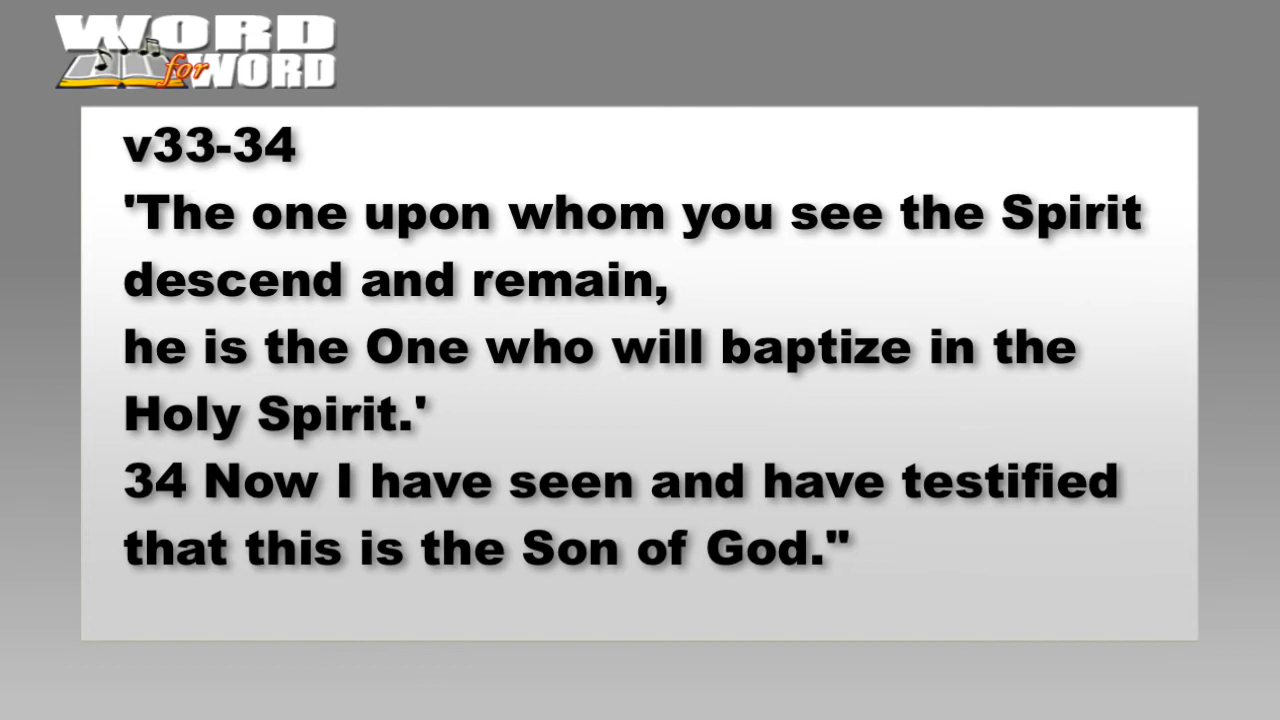 WORD
for WORD
v33-34
'The one upon whom you see the Spirit
descend and remain,
he is the One who will baptize in the
Holy Spirit.'
34 Now I have seen and have testified
that this is the Son of God."